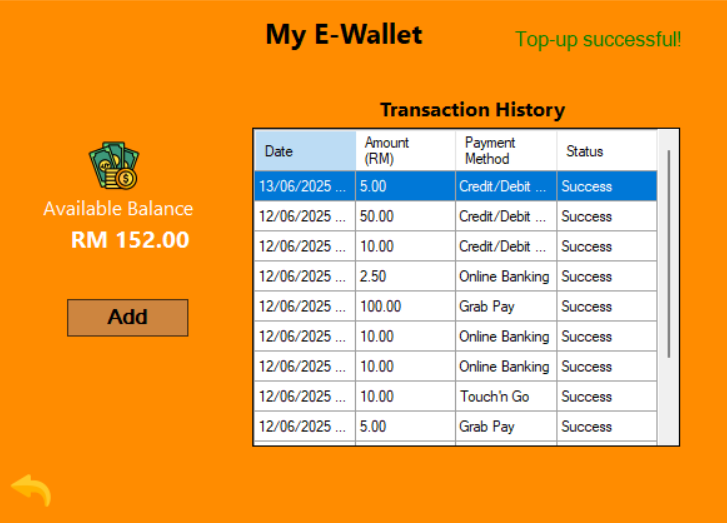 My E-Wallet
Top-up successful!
Transaction History
Available Balance
RM 152.00
Add
Date Amount (RM) Payment Method Status
13/06/2025 ... 5.00 Credit/Debit ... Success
12/06/2025 ... 50.00 Credit/Debit ... Success
12/06/2025 ... 10.00 Credit/Debit ... Success
12/06/2025 ... 2.50 Online Banking Success
12/06/2025 ... 100.00 Grab Pay Success
12/06/2025 ... 10.00 Online Banking Success
12/06/2025 ... 10.00 Online Banking Success
12/06/2025 ... 10.00 Touch'n Go Success
12/06/2025 ... 5.00 Grab Pay Success